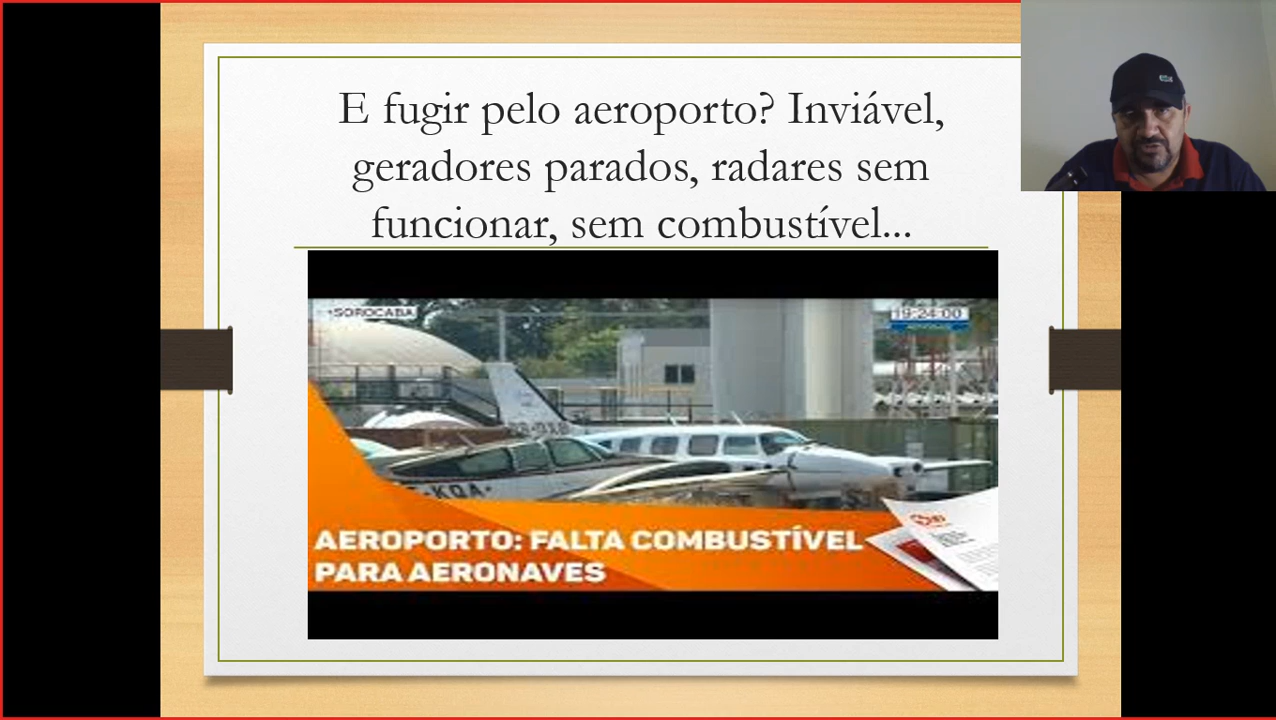 E fugir pelo aeroporto? Inviável,
geradores parados, radares sem
funcionar, sem combustível...
SOROCABA
19:24:00
AEROPORTO: FALTA COMBUSTÍVEL
PARA AERONAVES